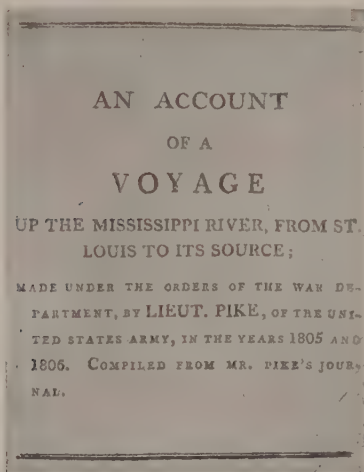 AN ACCOUNT
OF A
VOYAGE
UP THE MISSISSIPPI RIVER, FROM ST.
LOUIS TO ITS SOURCE;
MADE UNDER THE ORDERS OF THE WAR DE-
PARTMENT, BY LIEUT. PIKE, OF THE UNI-
TED STATES ARMY, IN THE YEARS 1805 AND
1806. COMPILED FROM MR. PIKE'S JOUR-
NAL.